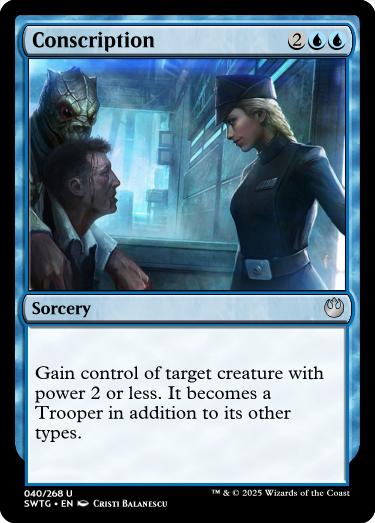 Conscription 2
Sorcery
Gain control of target creature with
power 2 or less. It becomes a
Trooper in addition to its other
types.
040/268 U
SWTG • EN Cristi Balanescu
™ & © 2025 Wizards of the Coast